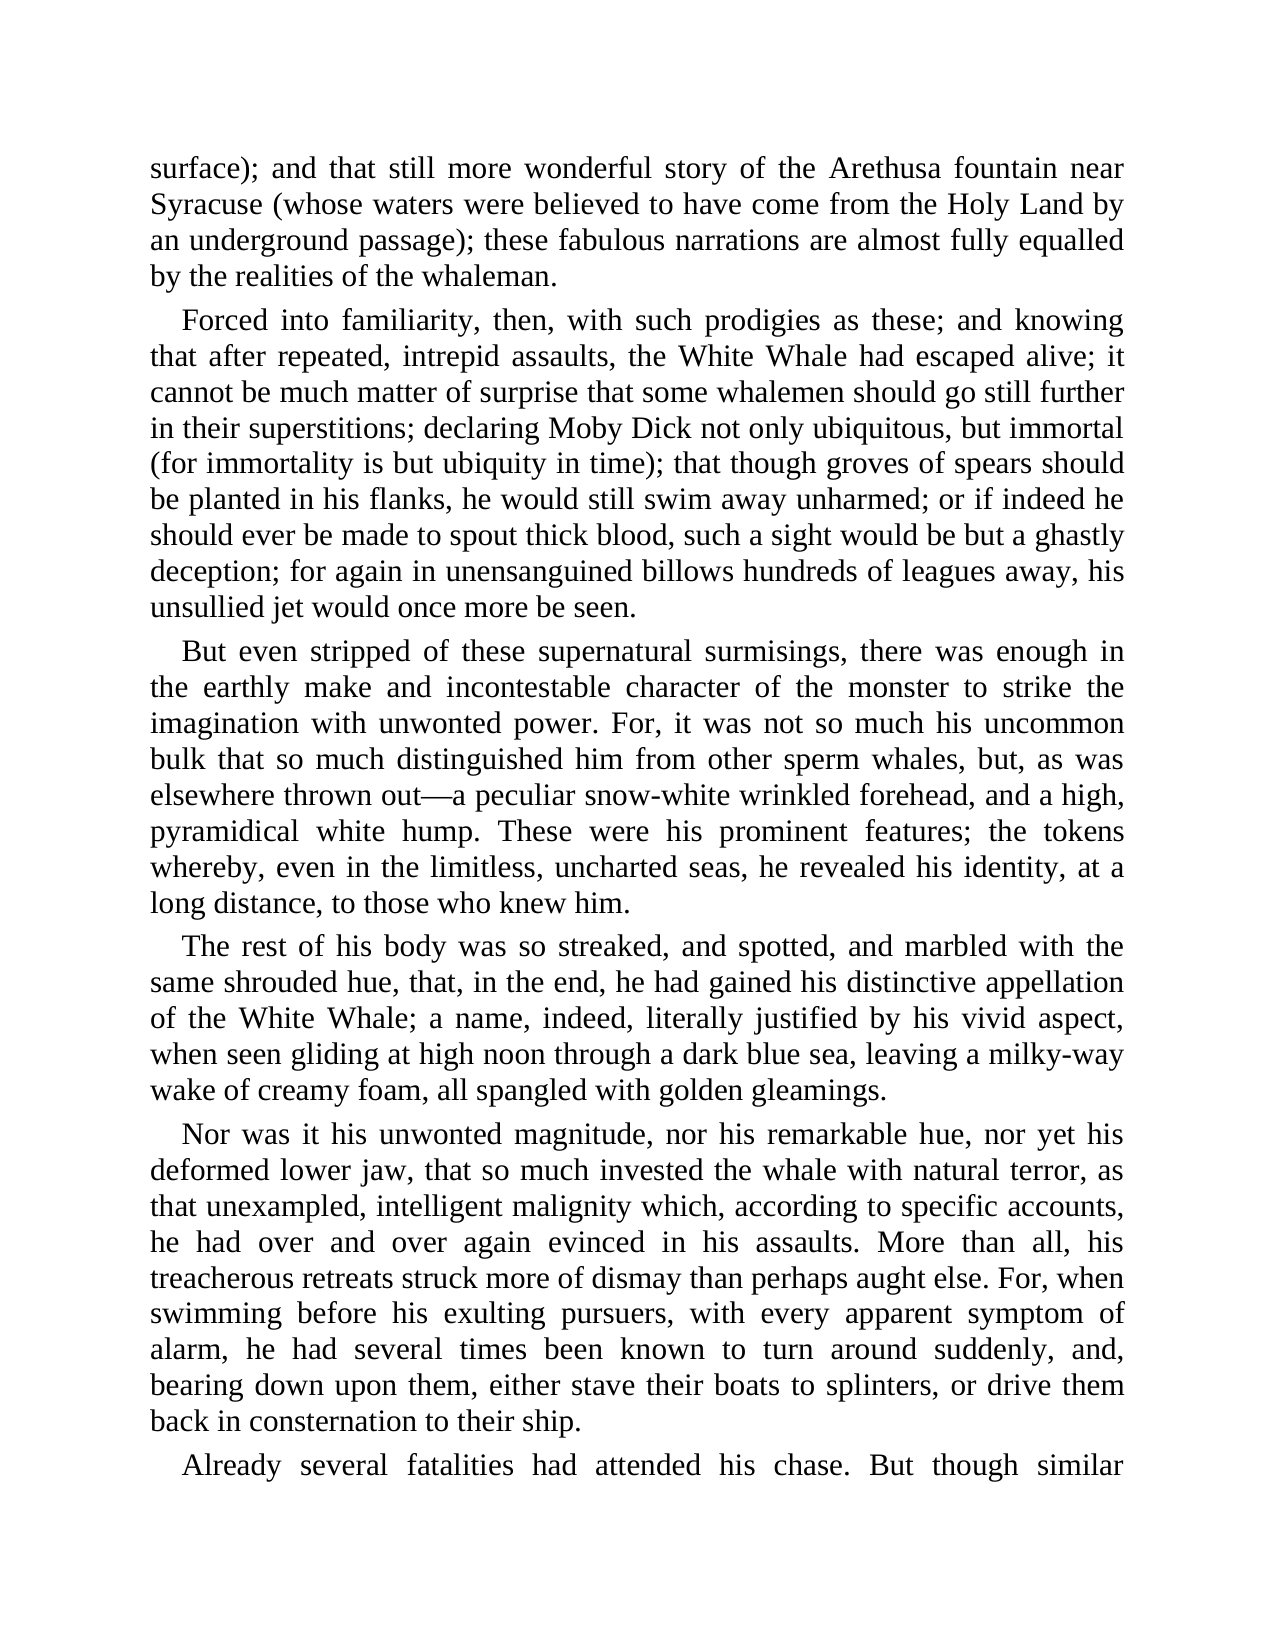 surface); and that still more wonderful story of the Arethusa fountain near
Syracuse (whose waters were believed to have come from the Holy Land by
an underground passage); these fabulous narrations are almost fully equalled
by the realities of the whaleman.
Forced into familiarity, then, with such prodigies as these; and knowing
that after repeated, intrepid assaults, the White Whale had escaped alive; it
cannot be much matter of surprise that some whalemen should go still further
in their superstitions; declaring Moby Dick not only ubiquitous, but immortal
(for immortality is but ubiquity in time); that though groves of spears should
be planted in his flanks, he would still swim away unharmed; or if indeed he
should ever be made to spout thick blood, such a sight would be but a ghastly
deception; for again in unensanguined billows hundreds of leagues away, his
unsullied jet would once more be seen.
But even stripped of these supernatural surmisings, there was enough in
the earthly make and incontestable character of the monster to strike the
imagination with unwonted power. For, it was not so much his uncommon
bulk that so much distinguished him from other sperm whales, but, as was
elsewhere thrown out—a peculiar snow-white wrinkled forehead, and a high,
pyramidical white hump. These were his prominent features; the tokens
whereby, even in the limitless, uncharted seas, he revealed his identity, at a
long distance, to those who knew him.
The rest of his body was so streaked, and spotted, and marbled with the
same shrouded hue, that, in the end, he had gained his distinctive appellation
of the White Whale; a name, indeed, literally justified by his vivid aspect,
when seen gliding at high noon through a dark blue sea, leaving a milky-way
wake of creamy foam, all spangled with golden gleamings.
Nor was it his unwonted magnitude, nor his remarkable hue, nor yet his
deformed lower jaw, that so much invested the whale with natural terror, as
that unexampled, intelligent malignity which, according to specific accounts,
he had over and over again evinced in his assaults. More than all, his
treacherous retreats struck more of dismay than perhaps aught else. For, when
swimming before his exulting pursuers, with every apparent symptom of
alarm, he had several times been known to turn around suddenly, and,
bearing down upon them, either stave their boats to splinters, or drive them
back in consternation to their ship.
Already several fatalities had attended his chase. But though similar